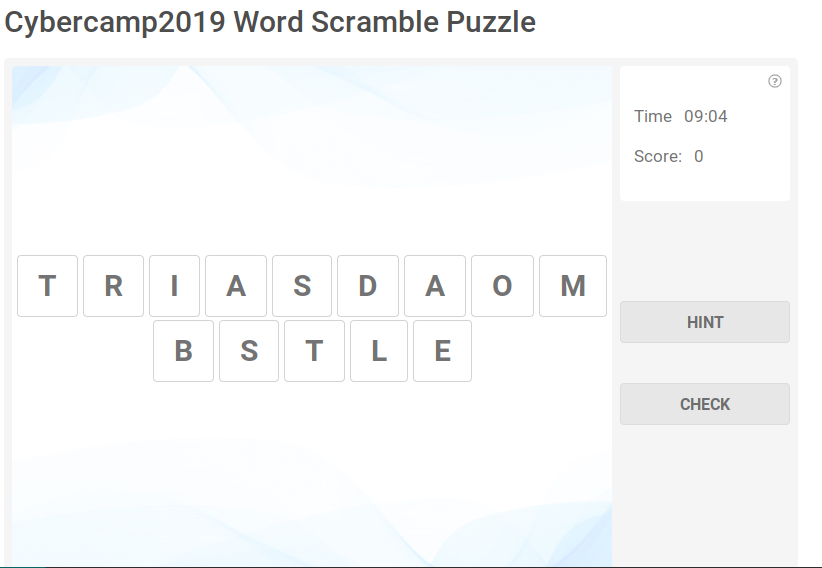 Cybercamp2019 Word Scramble Puzzle
?
Time 09:04
Score: 0
T R I A S D A O M
B S T L E
HINT
CHECK